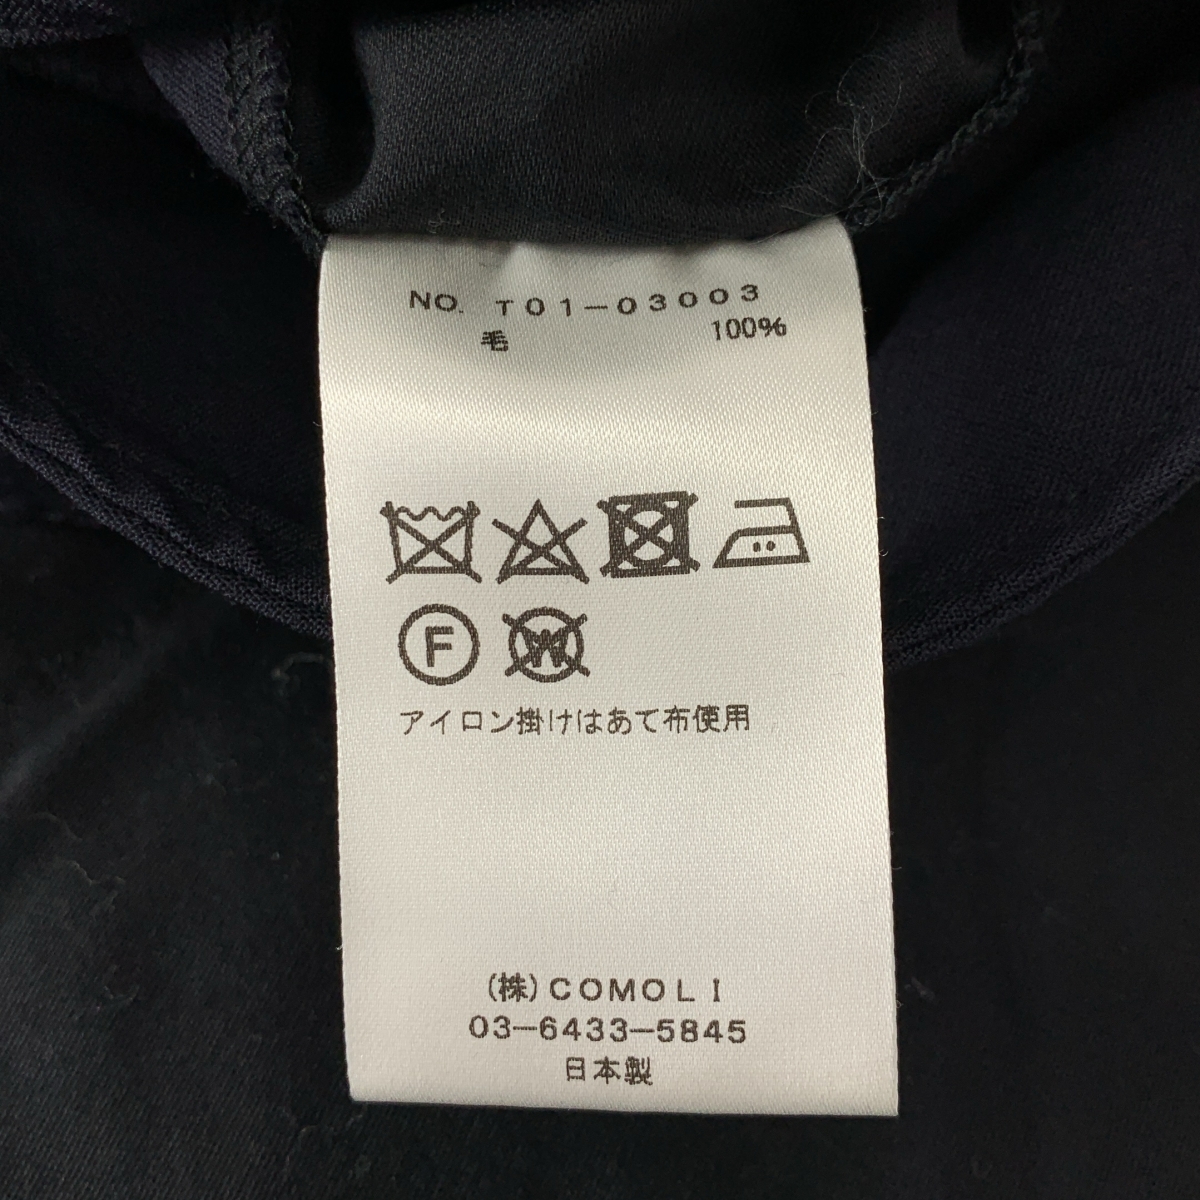 NO. T01-03003
毛 100%
F
W
アイロン掛けはあて布使用
(株)COMOLI
03-6433-5845
日本製